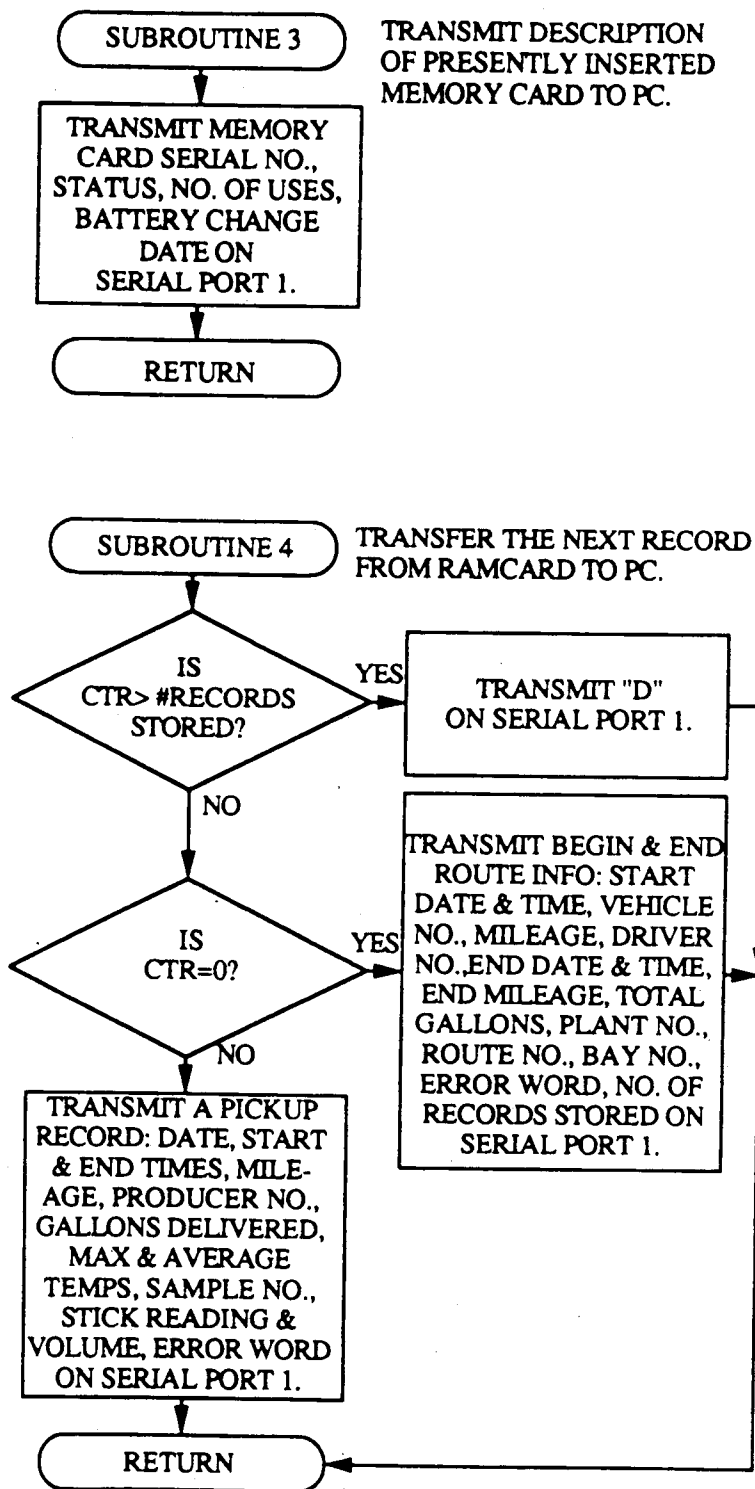 SUBROUTINE 3
TRANSMIT DESCRIPTION
OF PRESENTLY INSERTED
MEMORY CARD TO PC.
TRANSMIT MEMORY
CARD SERIAL NO.,
STATUS, NO. OF USES,
BATTERY CHANGE
DATE ON
SERIAL PORT 1.
RETURN
SUBROUTINE 4
TRANSFER THE NEXT RECORD
FROM RAMCARD TO PC.
IS
CTR> #RECORDS
STORED?
YES
TRANSMIT "D"
ON SERIAL PORT 1.
NO
IS
CTR=0?
YES
TRANSMIT BEGIN & END
ROUTE INFO: START
DATE & TIME, VEHICLE
NO., MILEAGE, DRIVER
NO.,END DATE & TIME,
END MILEAGE, TOTAL
GALLONS, PLANT NO.,
ROUTE NO., BAY NO.,
ERROR WORD, NO. OF
RECORDS STORED ON
SERIAL PORT 1.
NO
TRANSMIT A PICKUP
RECORD: DATE, START
& END TIMES, MILE-
AGE, PRODUCER NO.,
GALLONS DELIVERED,
MAX & AVERAGE
TEMPS, SAMPLE NO.,
STICK READING &
VOLUME, ERROR WORD
ON SERIAL PORT 1.
RETURN